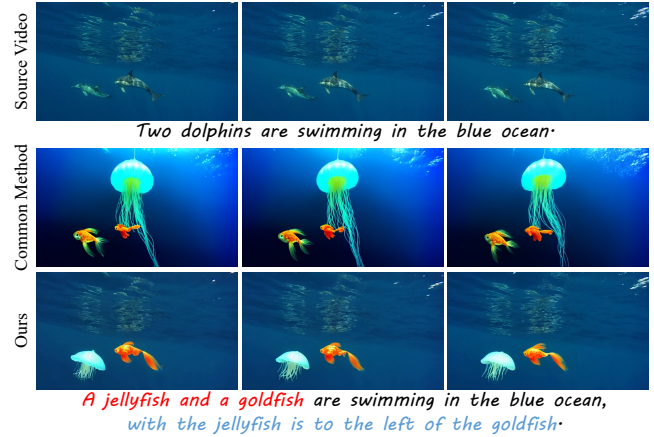 Source Video
Two dolphins are swimming in the blue ocean.
Common Method
Ours
A jellyfish and a goldfish are swimming in the blue ocean,
with the jellyfish is to the left of the goldfish.